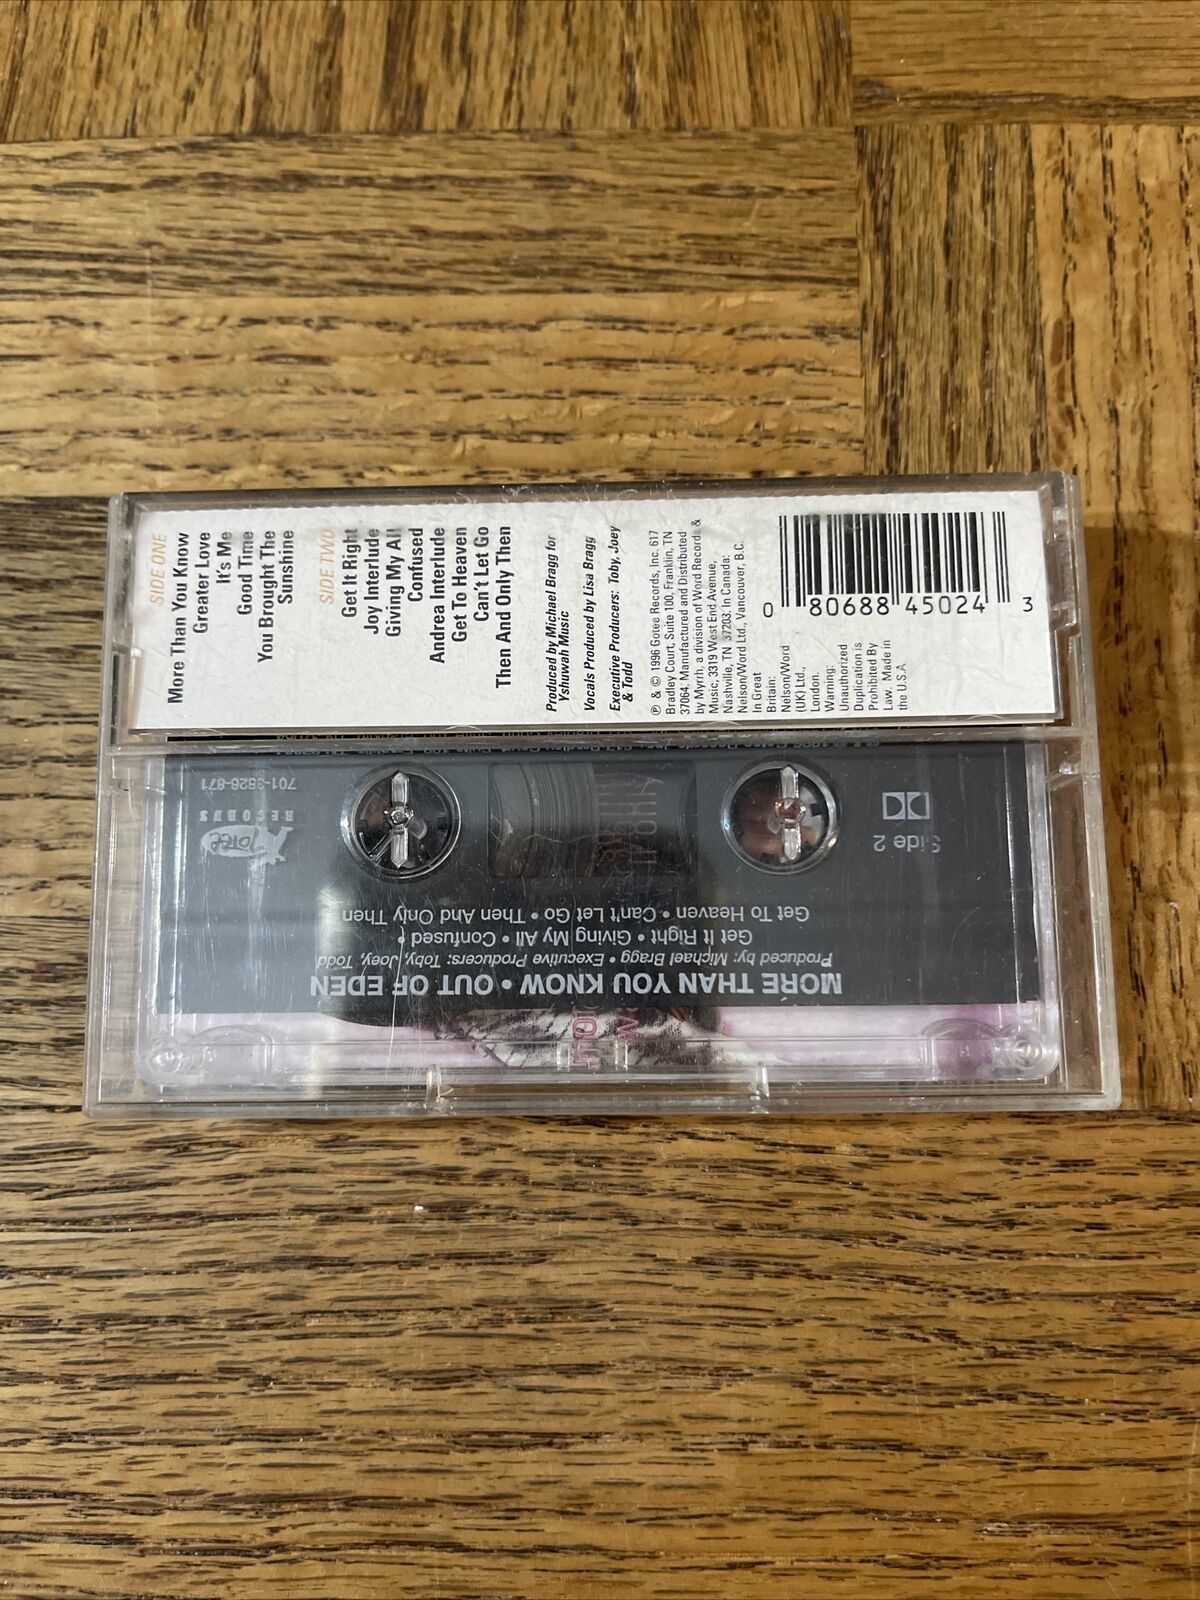 SIDE ONE
More Than You Know
Greater Love
It's Me
Good Time
You Brought The
Sunshine
SIDE TWO
Get It Right
Joy Interlude
Giving My All
Confused
Andrea Interlude
Get To Heaven
Can't Let Go
Then And Only Then
Produced by Michael Bragg for
Yshuwah Music
Vocals Produced by Lisa Bragg
Executive Producers: Toby, Joey
& Todd
℗ & © 1996 Gotee Records, Inc. 617
Bradley Court, Suite 100, Franklin, TN
37064. Manufactured and Distributed
by Myrrh, a division of Word Records &
Music, 3319 West End Avenue,
Nashville, TN 37203. In Canada:
Nelson/Word Ltd., Vancouver, B.C.
In Great
Britain:
Nelson/Word
(UK) Ltd.,
London.
Warning:
Unauthorized
Duplication is
Prohibited By
Law. Made in
the U.S.A.
0 80688 45024 3
MORE THAN YOU KNOW • OUT OF EDEN
Produced by: Michael Bragg • Executive Producers: Toby, Joey, Todd
Get It Right • Giving My All • Confused •
Get To Heaven • Can't Let Go • Then And Only Then
Side 2
Gotee
RECORDS
701-3826-871